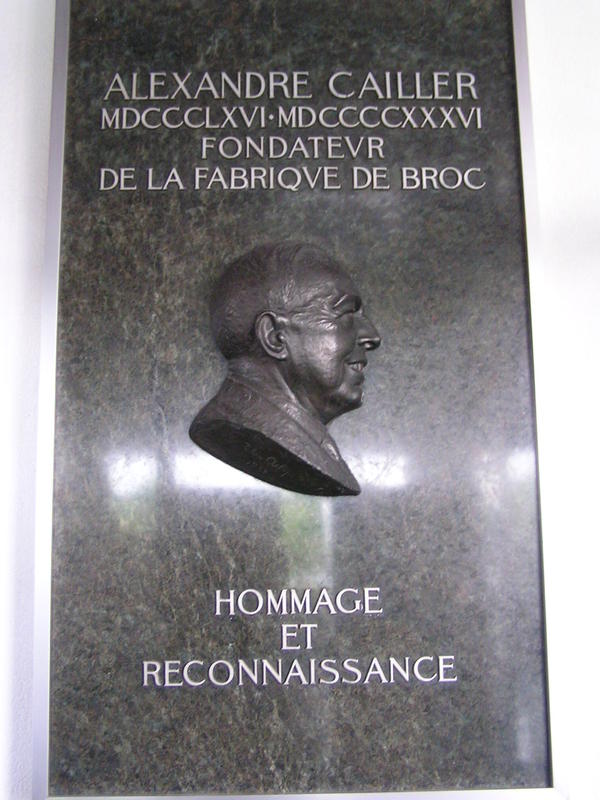 ALEXANDRE CAILLER
MDCCCLXVI·MDCCCCXXXVI
FONDATEVR
DE LA FABRIQVE DE BROC
HOMMAGE
ET
RECONNAISSANCE